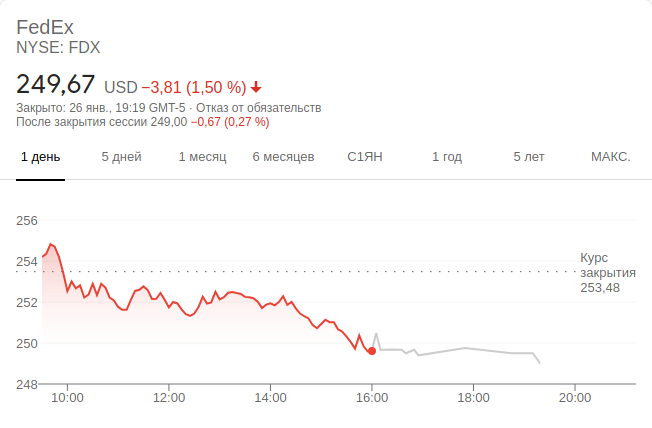 FedEx
NYSE: FDX
249,67 USD −3,81 (1,50 %)
Закрыто: 26 янв., 19:19 GMT-5 · Отказ от обязательств
После закрытия сессии 249,00 −0,67 (0,27 %)
1 день 5 дней 1 месяц 6 месяцев С1ЯН 1 год 5 лет МАКС.
256
254
252
250
248
Курс
закрытия
253,48
10:00 12:00 14:00 16:00 18:00 20:00